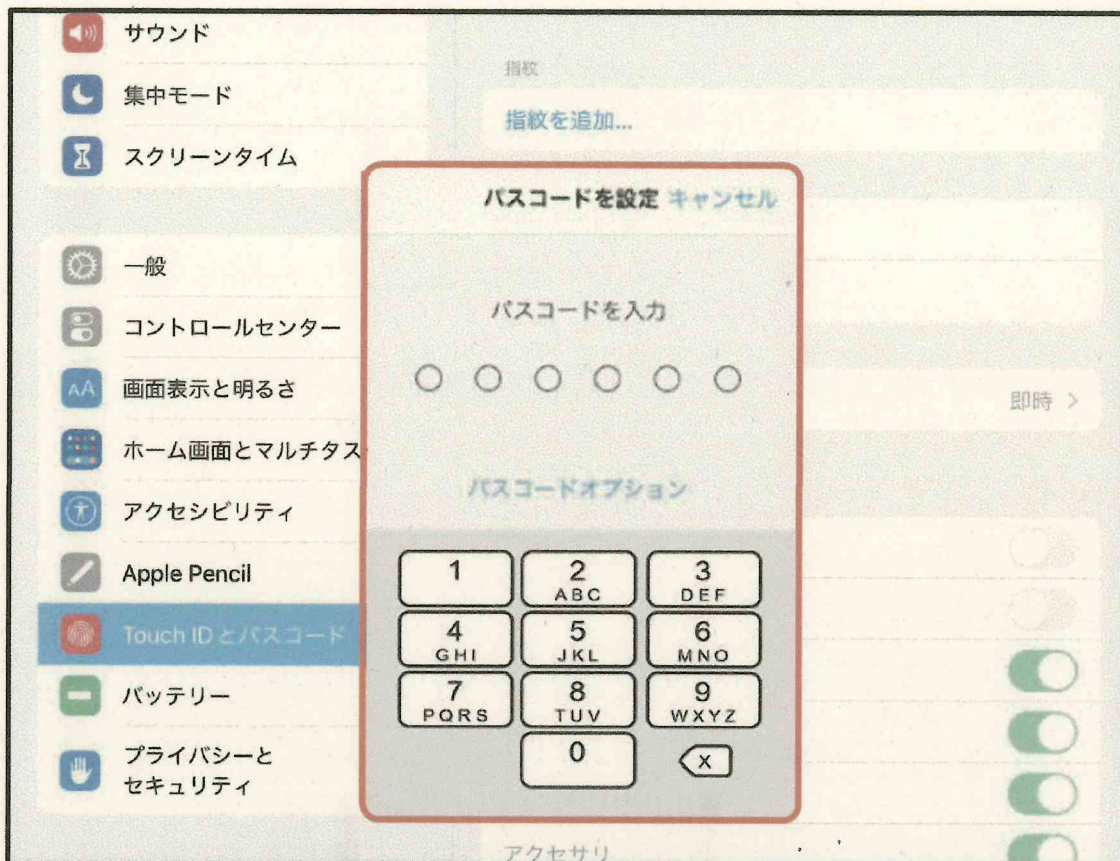 サウンド
集中モード
スクリーンタイム
一般
コントロールセンター
画面表示と明るさ
ホーム画面とマルチタス
アクセシビリティ
Apple Pencil
Touch IDとパスコード
バッテリー
プライバシーと
セキュリティ
指紋
指紋を追加...
即時 >
アクセサリ
パスコードを設定 キャンセル
パスコードを入力
パスコードオプション
1 2 3
ABC DEF
4 5 6
GHI JKL MNO
7 8 9
PQRS TUV WXYZ
0 X